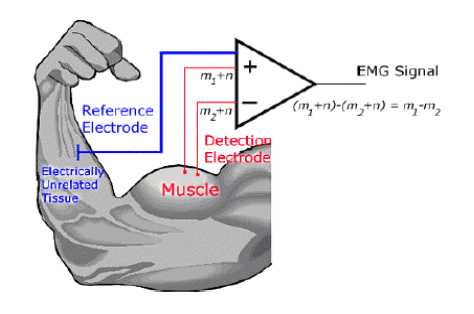 m₁+n
EMG Signal
+
Reference
Electrode
m₂+n
−
(m₁+n)-(m₂+n) = m₁-m₂
Detection
Electrode
Electrically
Unrelated
Tissue
Muscle